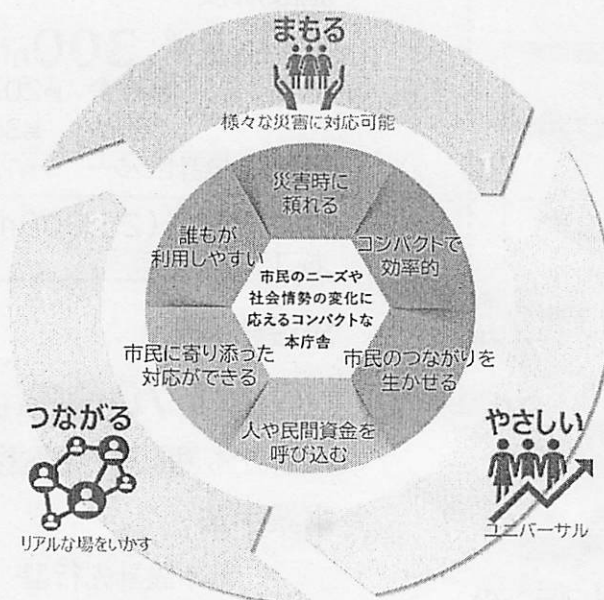 まもる
様々な災害に対応可能
災害時に
頼れる
コンパクトで
効率的
市民のつながりを
生かせる
人や民間資金を
呼び込む
市民に寄り添った
対応ができる
誰もが
利用しやすい
市民のニーズや
社会情勢の変化に
応えるコンパクトな
本庁舎
やさしい
ユニバーサル
つながる
リアルな場をいかす
300